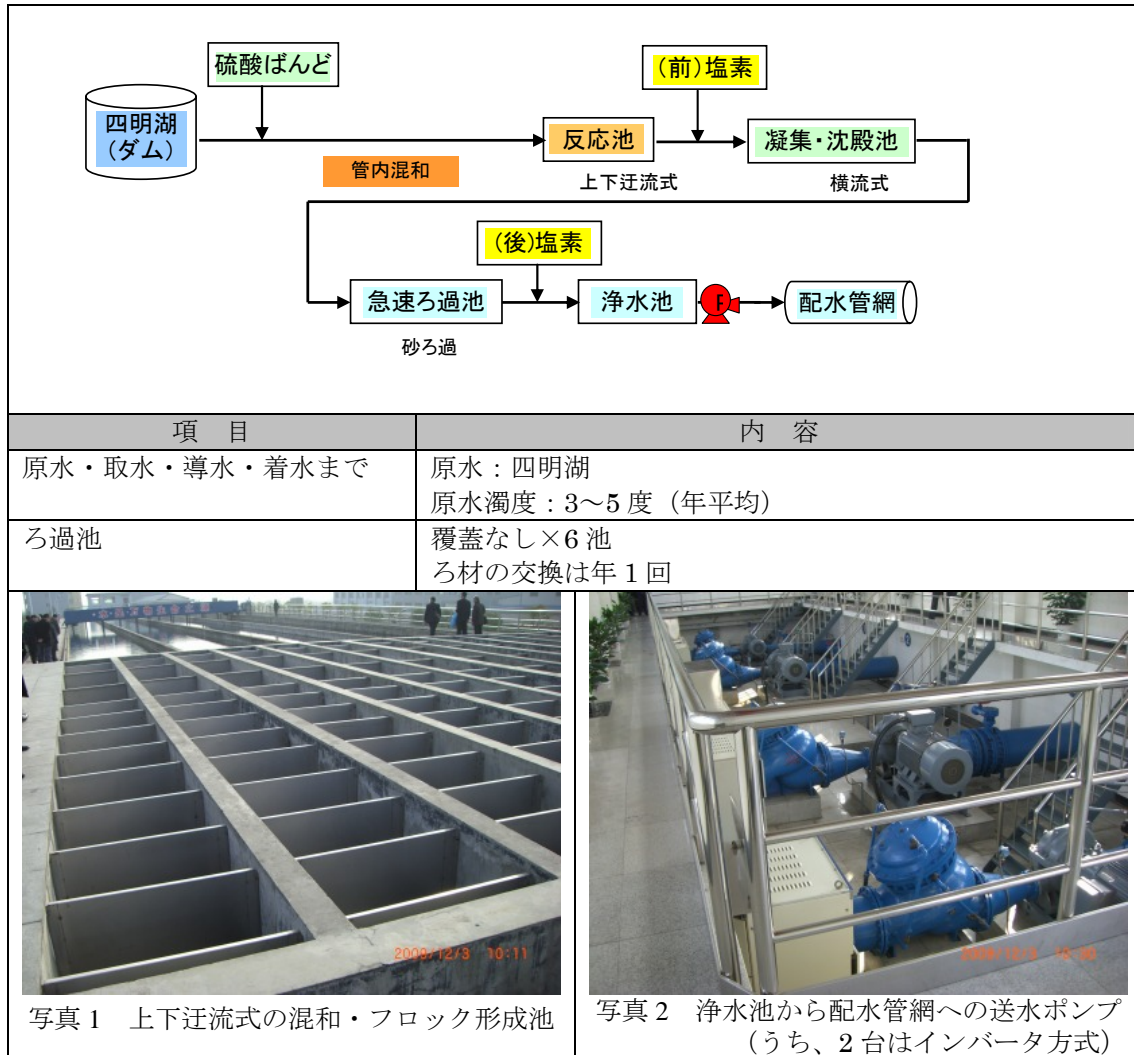 硫酸ばんど
(前)塩素
四明湖
(ダム)
反応池
凝集・沈殿池
管内混和
上下迂流式
横流式
(後)塩素
急速ろ過池
浄水池
P
配水管網
砂ろ過
項 目
内 容
原水・取水・導水・着水まで
原水：四明湖
原水濁度：3～5 度（年平均）
ろ過池
覆蓋なし×6 池
ろ材の交換は年 1 回
10:11
写真 1 上下迂流式の混和・フロック形成池
写真 2 浄水池から配水管網への送水ポンプ
（うち、2 台はインバータ方式）